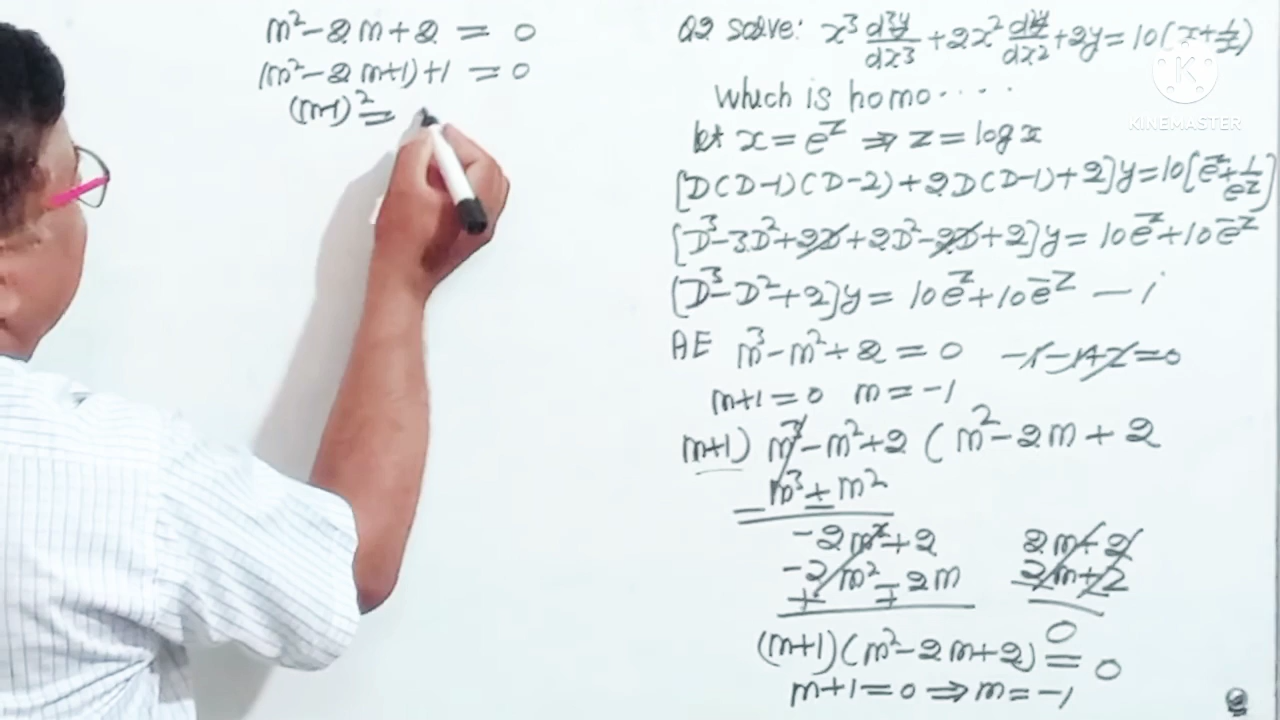 m² - 2m + 2 = 0
(m² - 2m+1) + 1 = 0
(m-1)² =
Q2 solve: x³ d³y/dx³ + 2x² d²y/dx² + 2y = 10(x + 1/x)
Which is homo.....
let x = e^z ⇒ z = log x
[D(D-1)(D-2) + 2D(D-1) + 2]y = 10[e^z + 1/e^z]
[D³ - 3D² + 2D + 2D² - 2D + 2]y = 10e^z + 10e^-z
[D³ - D² + 2]y = 10e^z + 10e^-z — i
AE m³ - m² + 2 = 0 -1-1+2=0
m+1 = 0 m = -1
m+1) m³ - m² + 2 ( m² - 2m + 2
m³ + m²
-2m² + 2 2m + 2
-2m² - 2m 2m + 2
0
(m+1)(m² - 2m + 2) = 0
m+1 = 0 ⇒ m = -1
K
KINEMASTER